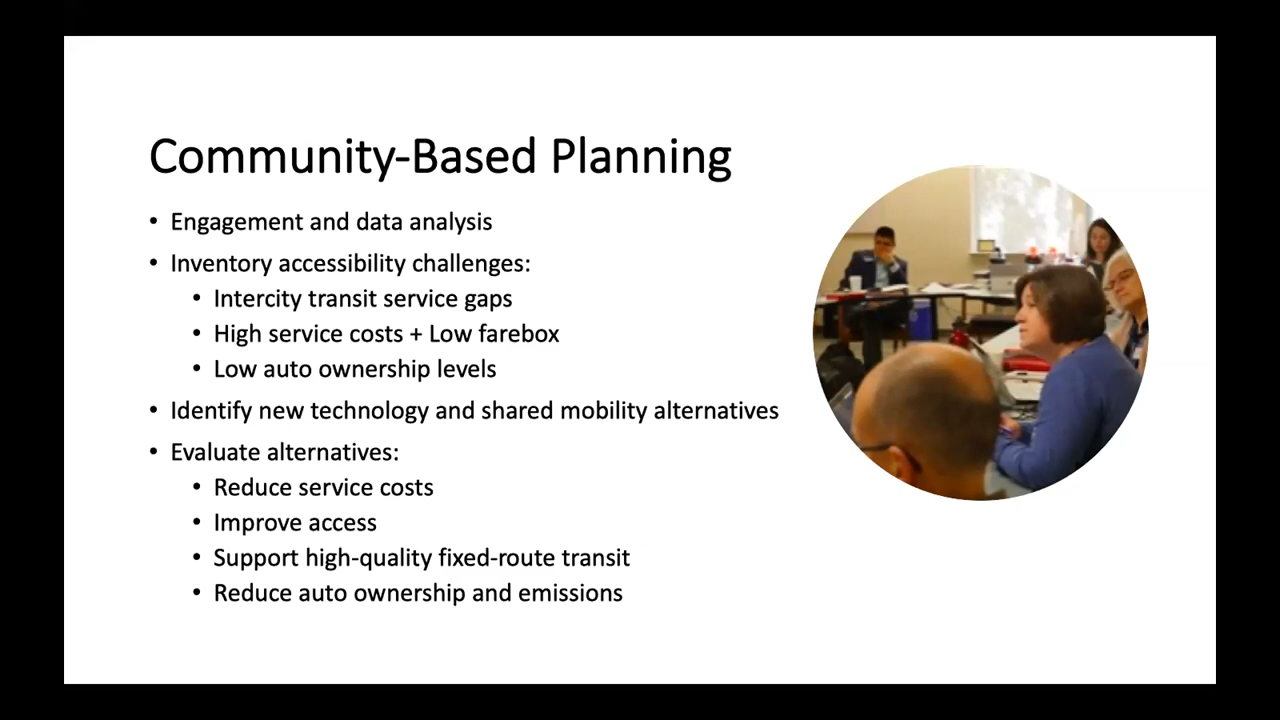 Community-Based Planning
• Engagement and data analysis
• Inventory accessibility challenges:
• Intercity transit service gaps
• High service costs + Low farebox
• Low auto ownership levels
• Identify new technology and shared mobility alternatives
• Evaluate alternatives:
• Reduce service costs
• Improve access
• Support high-quality fixed-route transit
• Reduce auto ownership and emissions